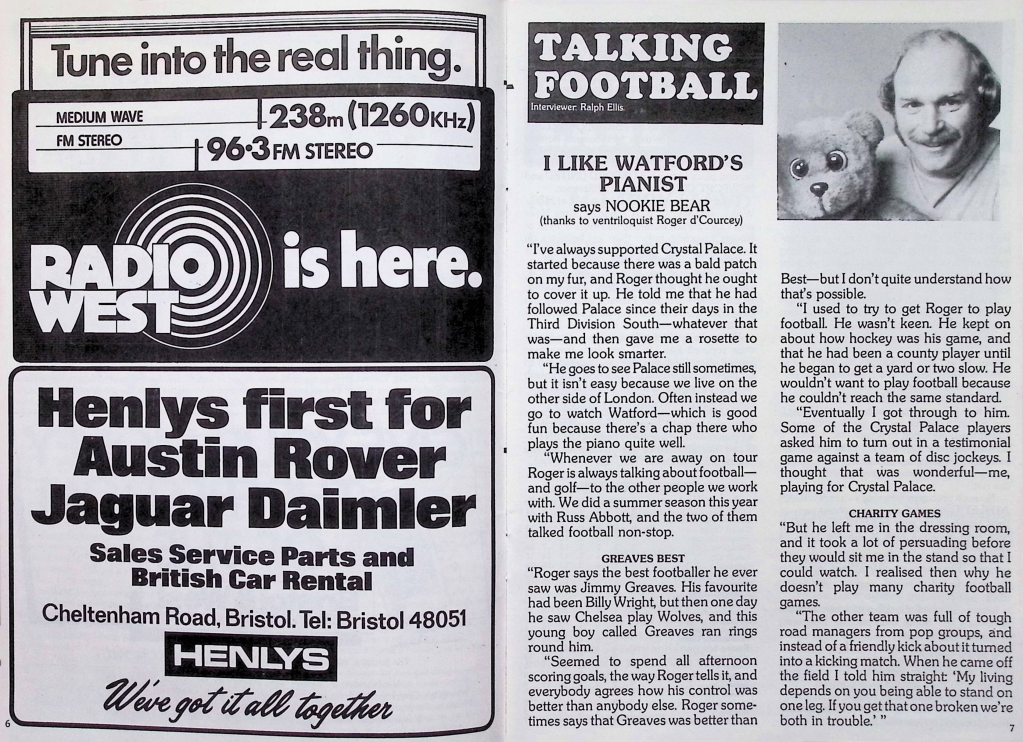 Tune into the real thing.
MEDIUM WAVE
238m (1260KHz)
FM STEREO
96·3 FM STEREO
RADIO
WEST
is here.
Henlys first for
Austin Rover
Jaguar Daimler
Sales Service Parts and
British Car Rental
Cheltenham Road, Bristol. Tel: Bristol 48051
HENLYS
We've got it all together
6
TALKING
FOOTBALL
Interviewer: Ralph Ellis.
I LIKE WATFORD'S
PIANIST
says NOOKIE BEAR
(thanks to ventriloquist Roger d'Courcey)
"I've always supported Crystal Palace. It
started because there was a bald patch
on my fur, and Roger thought he ought
to cover it up. He told me that he had
followed Palace since their days in the
Third Division South—whatever that
was—and then gave me a rosette to
make me look smarter.
"He goes to see Palace still sometimes,
but it isn't easy because we live on the
other side of London. Often instead we
go to watch Watford—which is good
fun because there's a chap there who
plays the piano quite well.
"Whenever we are away on tour
Roger is always talking about football—
and golf—to the other people we work
with. We did a summer season this year
with Russ Abbott, and the two of them
talked football non-stop.
GREAVES BEST
"Roger says the best footballer he ever
saw was Jimmy Greaves. His favourite
had been Billy Wright, but then one day
he saw Chelsea play Wolves, and this
young boy called Greaves ran rings
round him.
"Seemed to spend all afternoon
scoring goals, the way Roger tells it, and
everybody agrees how his control was
better than anybody else. Roger some-
times says that Greaves was better than
Best—but I don't quite understand how
that's possible.
"I used to try to get Roger to play
football. He wasn't keen. He kept on
about how hockey was his game, and
that he had been a county player until
he began to get a yard or two slow. He
wouldn't want to play football because
he couldn't reach the same standard.
"Eventually I got through to him.
Some of the Crystal Palace players
asked him to turn out in a testimonial
game against a team of disc jockeys. I
thought that was wonderful—me,
playing for Crystal Palace.
CHARITY GAMES
"But he left me in the dressing room,
and it took a lot of persuading before
they would sit me in the stand so that I
could watch. I realised then why he
doesn't play many charity football
games.
"The other team was full of tough
road managers from pop groups, and
instead of a friendly kick about it turned
into a kicking match. When he came off
the field I told him straight: 'My living
depends on you being able to stand on
one leg. If you get that one broken we're
both in trouble.' "
7